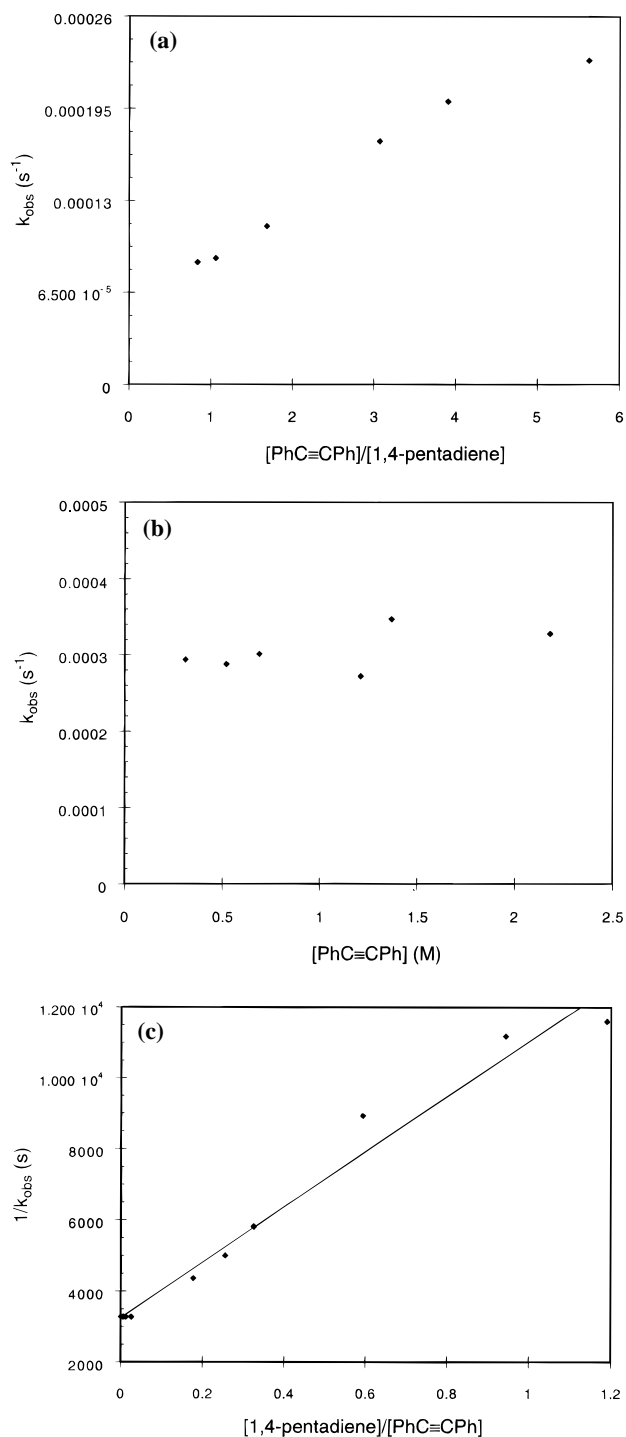 (a)
0.00026
0.000195
0.00013
6.500 10⁻⁵
0
k_obs (s⁻¹)
0 1 2 3 4 5 6
[PhC≡CPh]/[1,4-pentadiene]
(b)
0.0005
0.0004
0.0003
0.0002
0.0001
0
k_obs (s⁻¹)
0 0.5 1 1.5 2 2.5
[PhC≡CPh] (M)
(c)
1.200 10⁴
1.000 10⁴
8000
6000
4000
2000
1/k_obs (s)
0 0.2 0.4 0.6 0.8 1 1.2
[1,4-pentadiene]/[PhC≡CPh]